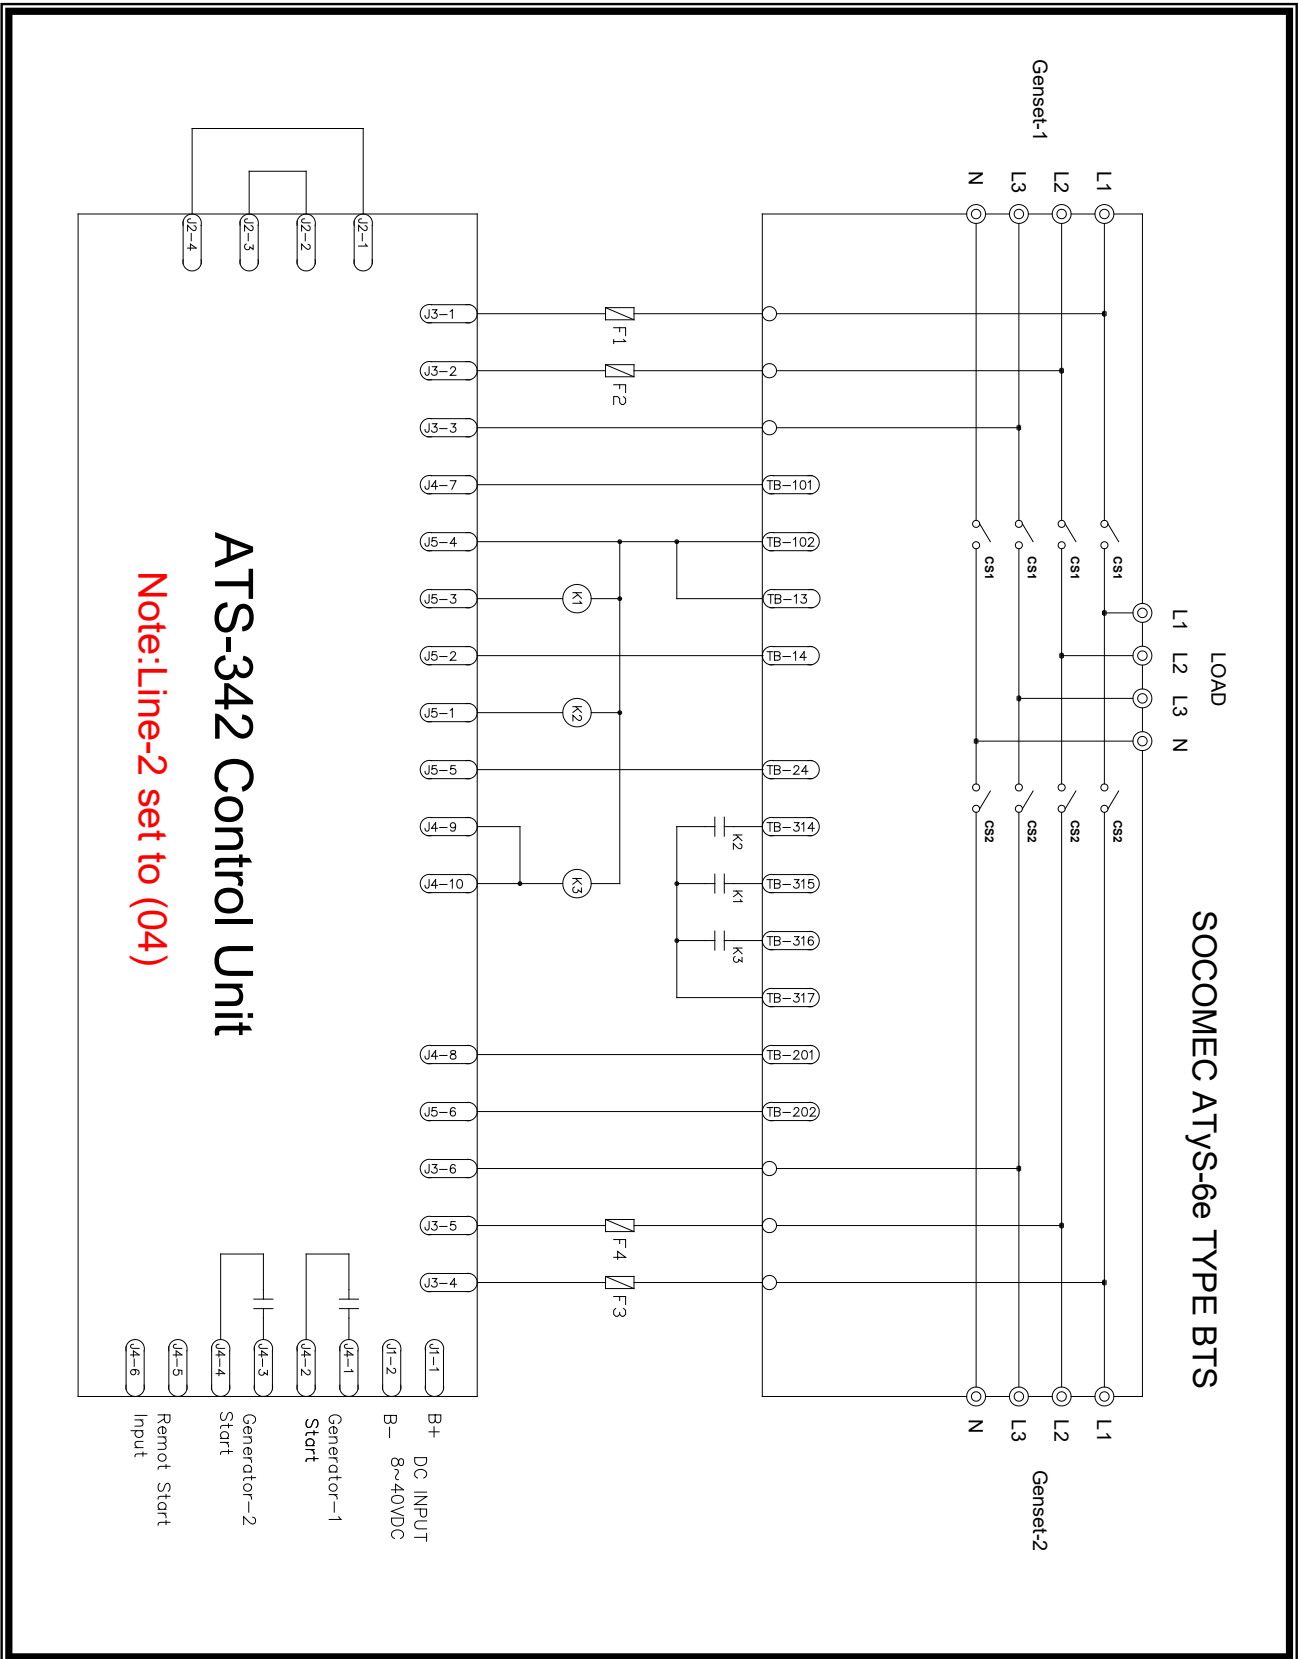 SOCOMEC ATyS-6e TYPE BTS
Genset-1
LOAD
L1
L2
L3
N
Genset-2
L1
L2
L3
N
L1
L2
L3
N
CS1
CS1
CS1
CS1
CS2
CS2
CS2
CS2
TB-101
TB-102
TB-13
TB-14
TB-24
TB-314
TB-315
TB-316
TB-317
TB-201
TB-202
K2
K1
K3
F1
F2
F4
F3
K1
K2
K3
J3-1
J3-2
J3-3
J4-7
J5-4
J5-3
J5-2
J5-1
J5-5
J4-9
J4-10
J4-8
J5-6
J3-6
J3-5
J3-4
J2-1
J2-2
J2-3
J2-4
J1-1
J1-2
J4-1
J4-2
J4-3
J4-4
J4-5
J4-6
B+ DC INPUT
B- 8~40VDC
Generator-1
Start
Generator-2
Start
Remot Start
Input
ATS-342 Control Unit
Note:Line-2 set to (04)